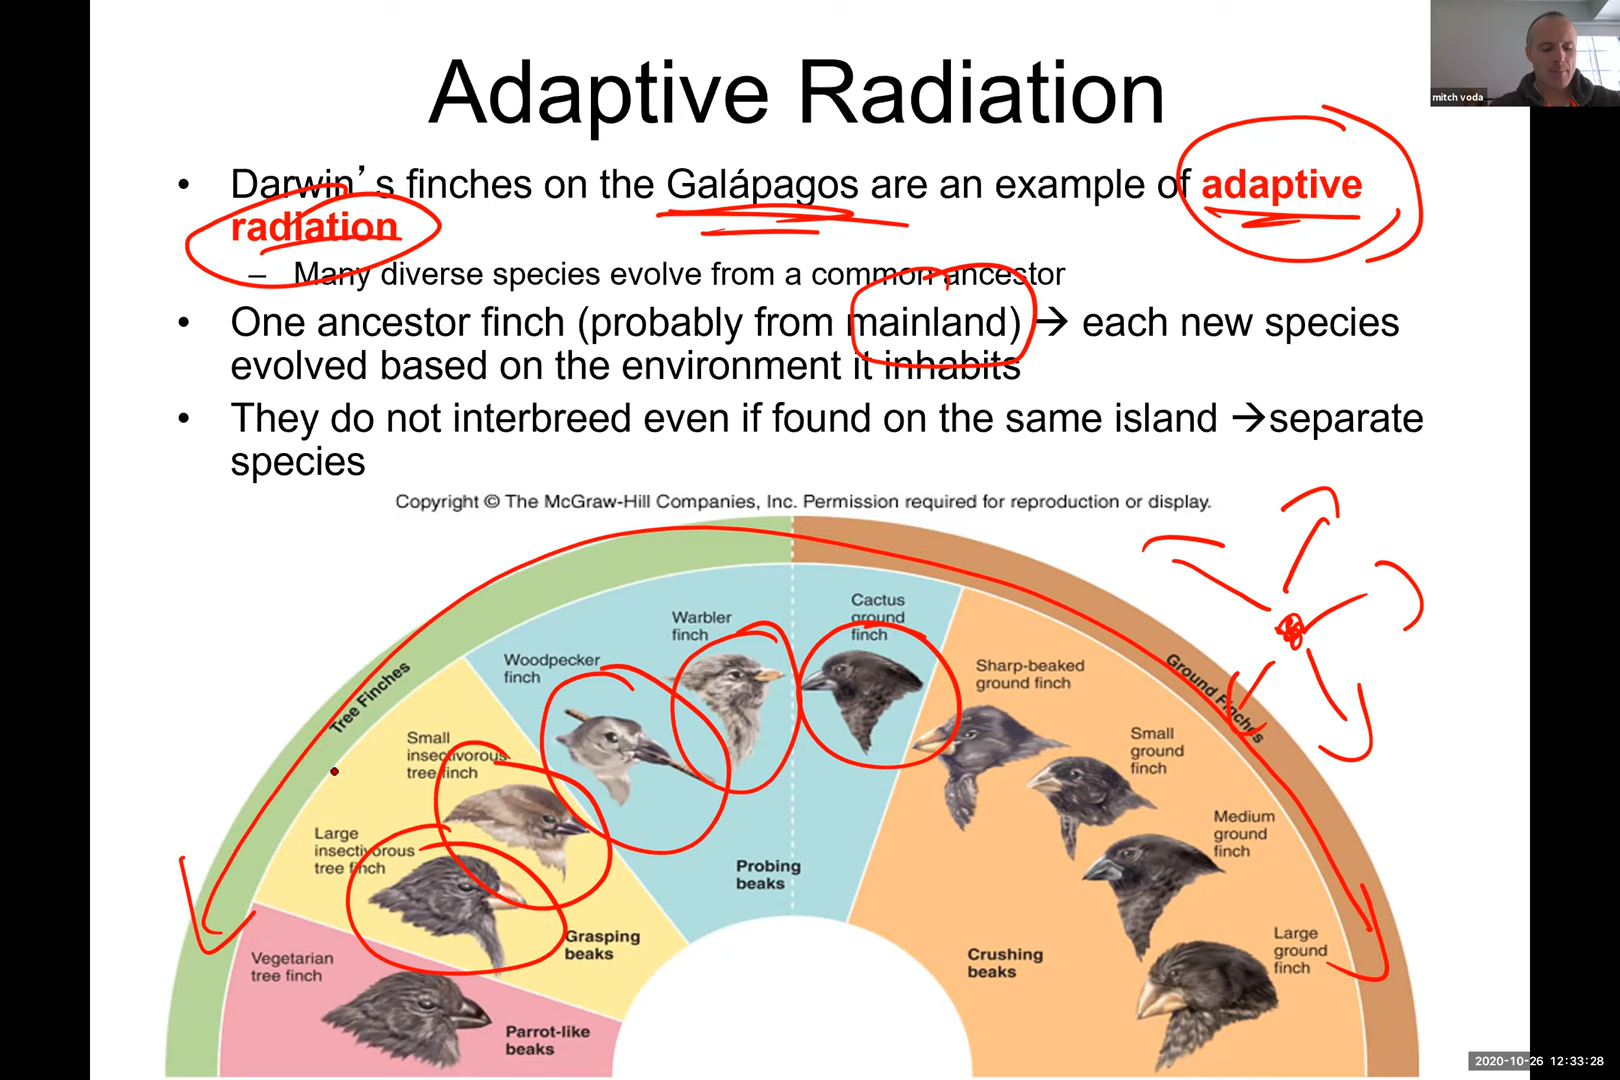 Adaptive Radiation
mitch voda
• Darwin's finches on the Galápagos are an example of adaptive
radiation
– Many diverse species evolve from a common ancestor
• One ancestor finch (probably from mainland) → each new species
evolved based on the environment it inhabits
• They do not interbreed even if found on the same island →separate
species
Copyright © The McGraw-Hill Companies, Inc. Permission required for reproduction or display.
Tree Finches
Ground Finches
Vegetarian
tree finch
Parrot-like
beaks
Large
insectivorous
tree finch
Small
insectivorous
tree finch
Grasping
beaks
Woodpecker
finch
Warbler
finch
Cactus
ground
finch
Probing
beaks
Sharp-beaked
ground finch
Small
ground
finch
Medium
ground
finch
Large
ground
finch
Crushing
beaks
2020-10-26 12:33:28